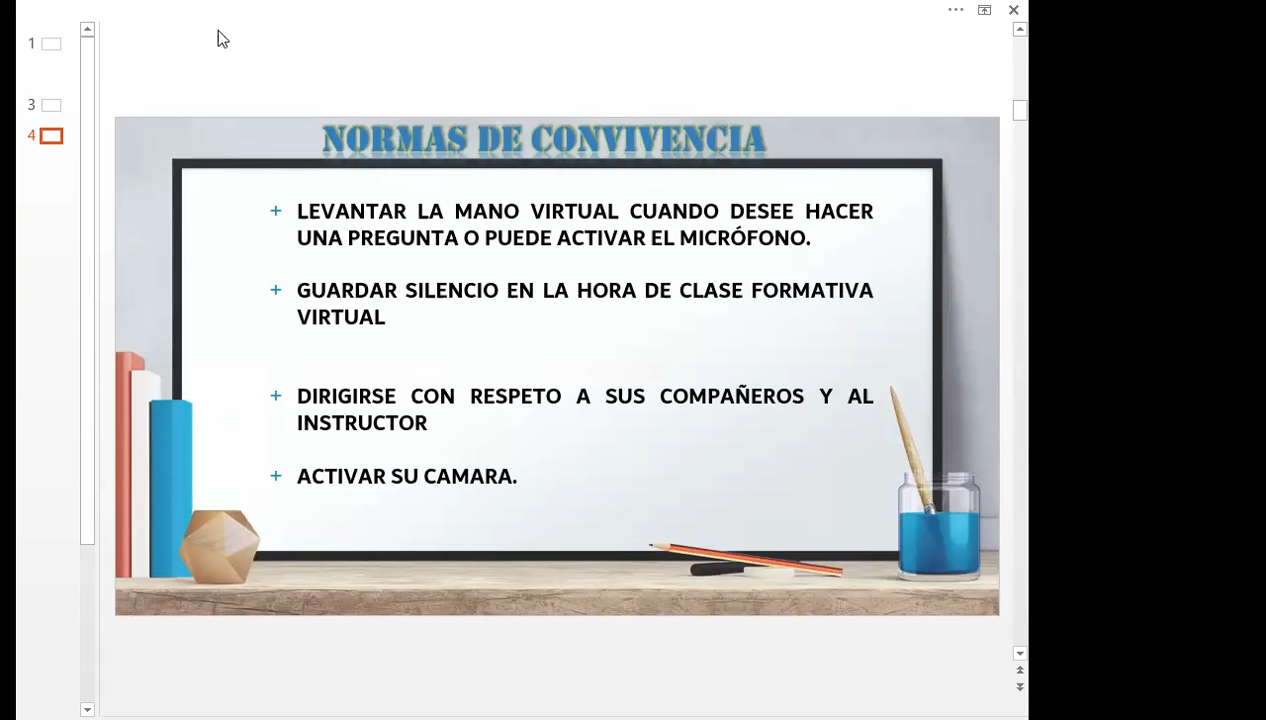 1
3
4
NORMAS DE CONVIVENCIA
+ LEVANTAR LA MANO VIRTUAL CUANDO DESEE HACER
UNA PREGUNTA O PUEDE ACTIVAR EL MICRÓFONO.
+ GUARDAR SILENCIO EN LA HORA DE CLASE FORMATIVA
VIRTUAL
+ DIRIGIRSE CON RESPETO A SUS COMPAÑEROS Y AL
INSTRUCTOR
+ ACTIVAR SU CAMARA.